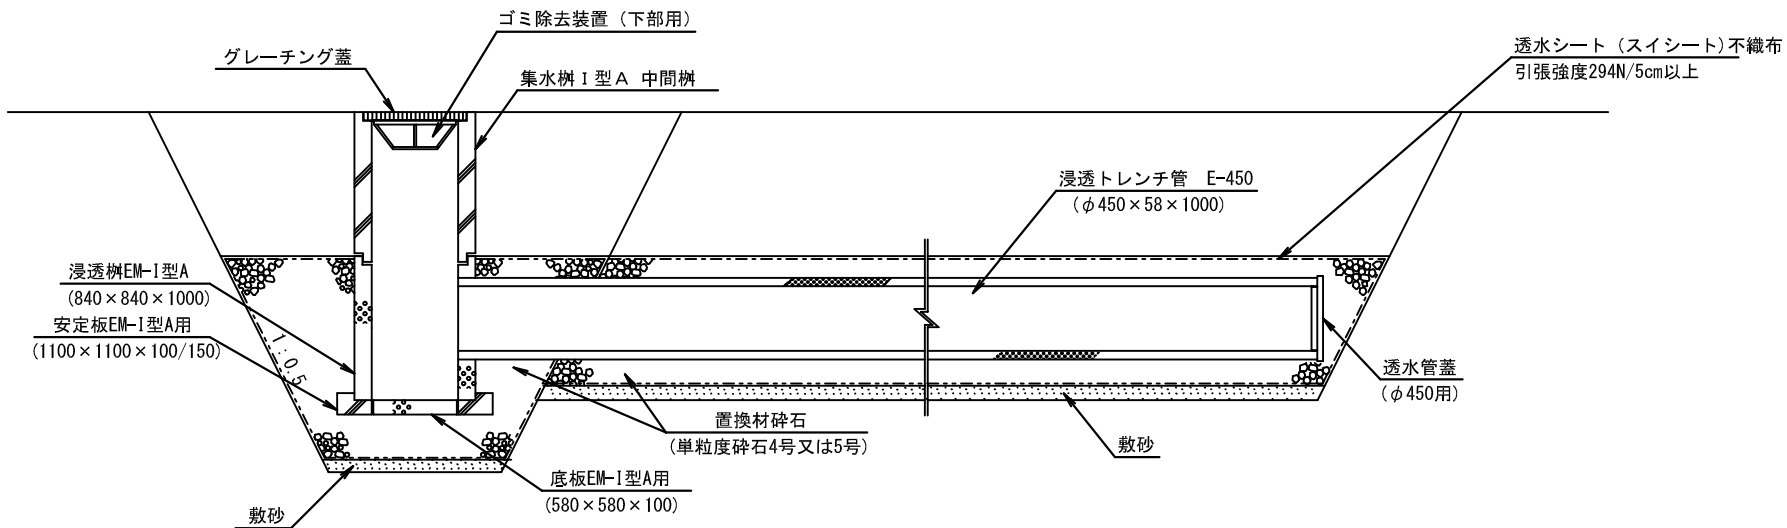 ゴミ除去装置（下部用）
グレーチング蓋
集水桝Ⅰ型A 中間桝
透水シート（スイシート）不織布
引張強度294N/5cm以上
浸透トレンチ管 E-450
(φ450×58×1000)
浸透桝EM-Ⅰ型A
(840×840×1000)
安定板EM-Ⅰ型A用
(1100×1100×100/150)
1:0.5
透水管蓋
(φ450用)
置換材砕石
(単粒度砕石4号又は5号)
敷砂
底板EM-Ⅰ型A用
(580×580×100)
敷砂